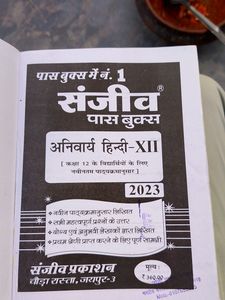 पास बुक्स में नं. 1
संजीव®
पास बुक्स
अनिवार्य हिन्दी-XII
[ कक्षा 12 के विद्यार्थियों के लिए
नवीनतम पाठ्यक्रमानुसार ]
2023
नवीन पाठ्यक्रमानुसार लिखित
सभी महत्त्वपूर्ण प्रश्नों के उत्तर
योग्य एवं अनुभवी लेखकों द्वारा लिखित
प्रथम श्रेणी प्राप्त करने के लिए पूर्ण सामग्री
संजीव प्रकाशन
चौड़ा रास्ता, जयपुर-3
मूल्य :